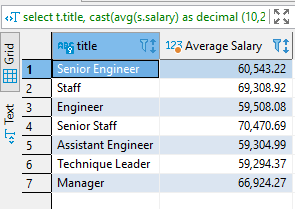 select t.title, cast(avg(s.salary) as decimal (10,2
Grid
Text
title
123 Average Salary
1 Senior Engineer 60,543.22
2 Staff 69,308.92
3 Engineer 59,508.08
4 Senior Staff 70,470.69
5 Assistant Engineer 59,304.99
6 Technique Leader 59,294.37
7 Manager 66,924.27